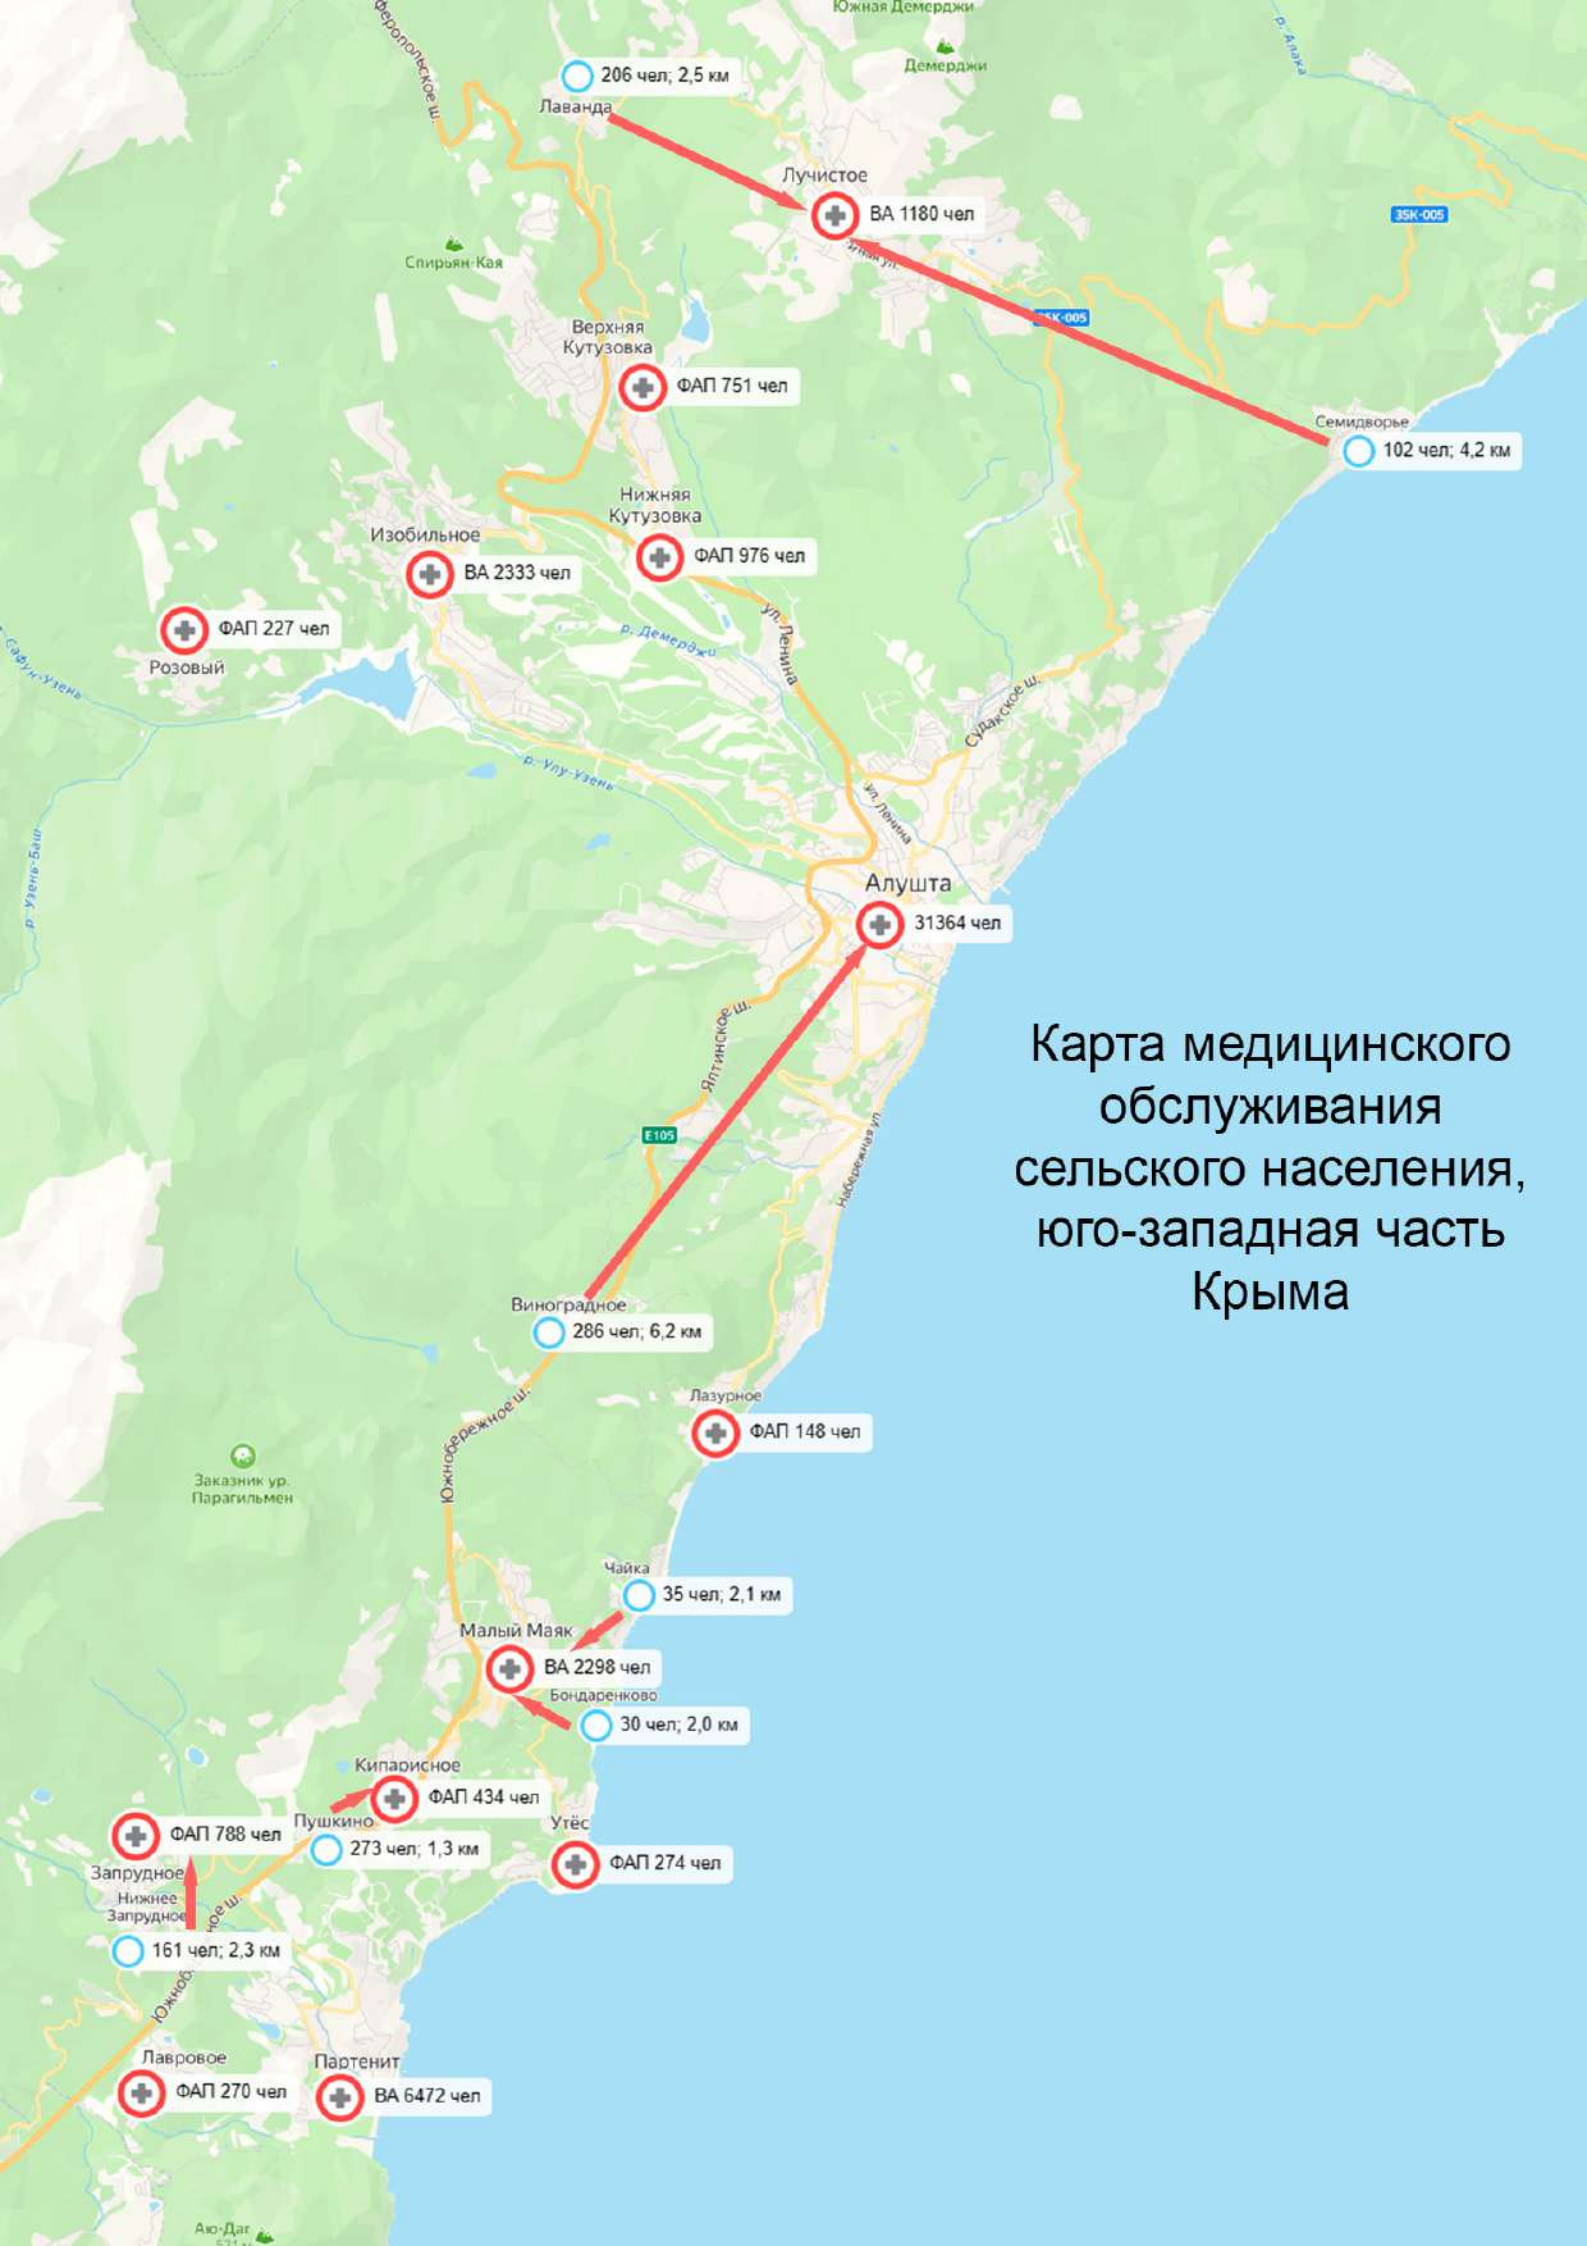 Южная Демерджи
Демерджи
р. Алака
206 чел; 2,5 км
Лаванда
Лучистое
ВА 1180 чел
35К-005
Спирьян-Кая
Верхняя
Кутузовка
ФАП 751 чел
Семидворье
102 чел; 4,2 км
Нижняя
Кутузовка
ФАП 976 чел
Изобильное
ВА 2333 чел
ФАП 227 чел
Розовый
р. Демерджи
ул. Ленина
Судакское ш.
р. Улу-Узень
ул. Ленина
р. Узень-Баш
Алушта
31364 чел
Ялтинское ш.
E105
Набережная ул
Карта медицинского
обслуживания
сельского населения,
юго-западная часть
Крыма
Виноградное
286 чел; 6,2 км
Южнобережное ш.
Лазурное
ФАП 148 чел
Заказник ур.
Парагильмен
Чайка
35 чел; 2,1 км
Малый Маяк
ВА 2298 чел
Бондаренково
30 чел; 2,0 км
Кипарисное
ФАП 434 чел
Пушкино
273 чел; 1,3 км
Утёс
ФАП 274 чел
ФАП 788 чел
Запрудное
Нижнее
Запрудное
161 чел; 2,3 км
Лавровое
ФАП 270 чел
Партенит
ВА 6472 чел
Аю-Даг